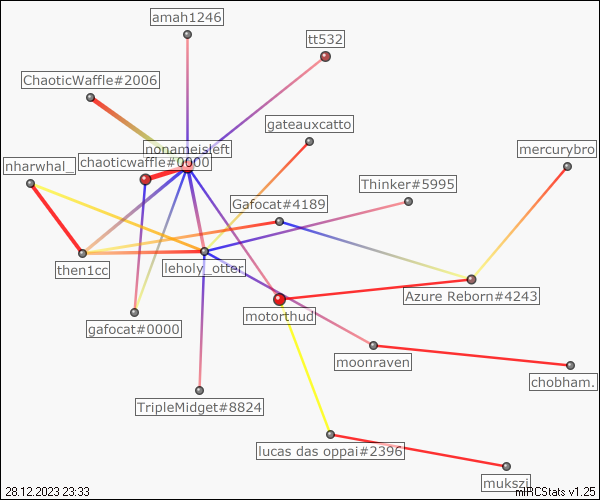 amah1246
tt532
ChaoticWaffle#2006
gateauxcatto
nonameisleft
mercurybro
chaoticwaffle#0000
nharwhal_
Thinker#5995
Gafocat#4189
then1cc
leholy_otter
Azure Reborn#4243
motorthud
gafocat#0000
moonraven
chobham.
TripleMidget#8824
lucas das oppai#2396
mukszi
28.12.2023 23:33
mIRCStats v1.25